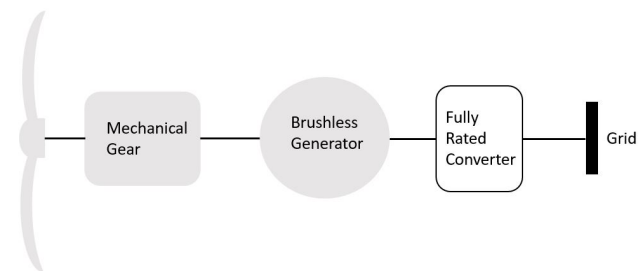 Mechanical
Gear
Brushless
Generator
Fully
Rated
Converter
Grid